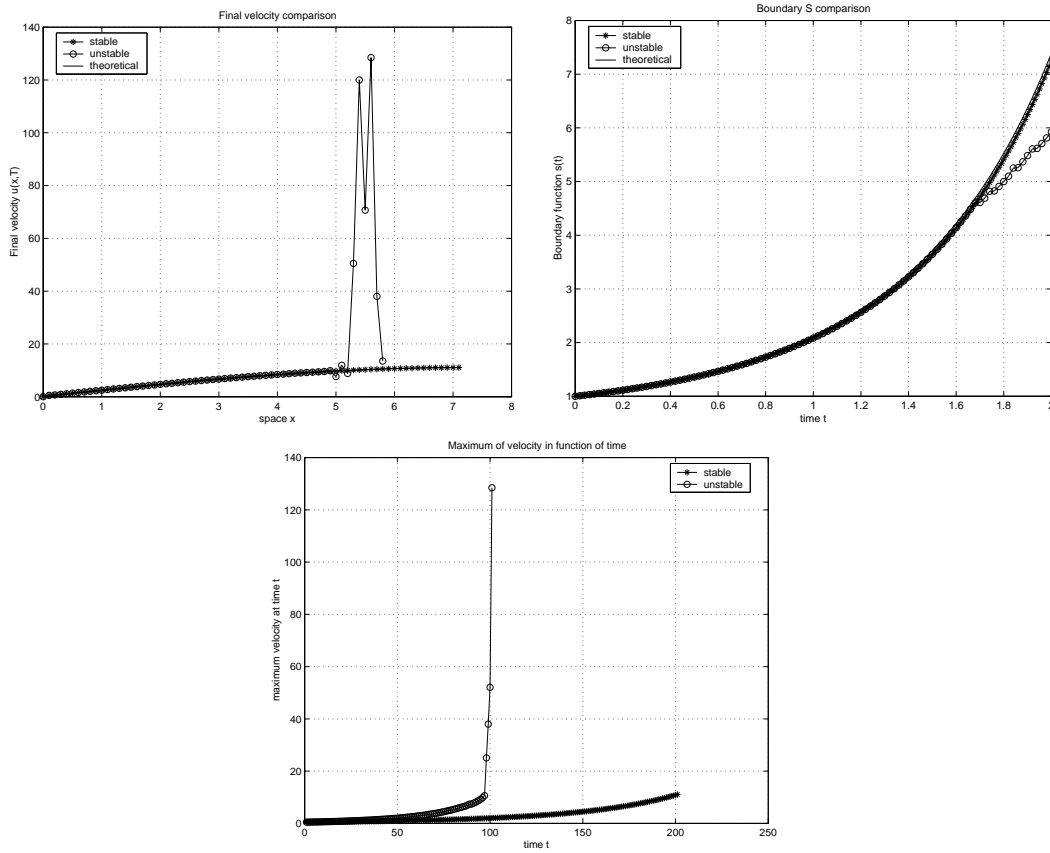 Final velocity comparison
stable
unstable
theoretical
Final velocity u(x,T)
140
120
100
80
60
40
20
0
0 1 2 3 4 5 6 7 8
space x
Boundary S comparison
stable
unstable
theoretical
Boundary function s(t)
8
7
6
5
4
3
2
1
0 0.2 0.4 0.6 0.8 1 1.2 1.4 1.6 1.8 2
time t
Maximum of velocity in function of time
stable
unstable
maximum velocity at time t
140
120
100
80
60
40
20
0
0 50 100 150 200 250
time t